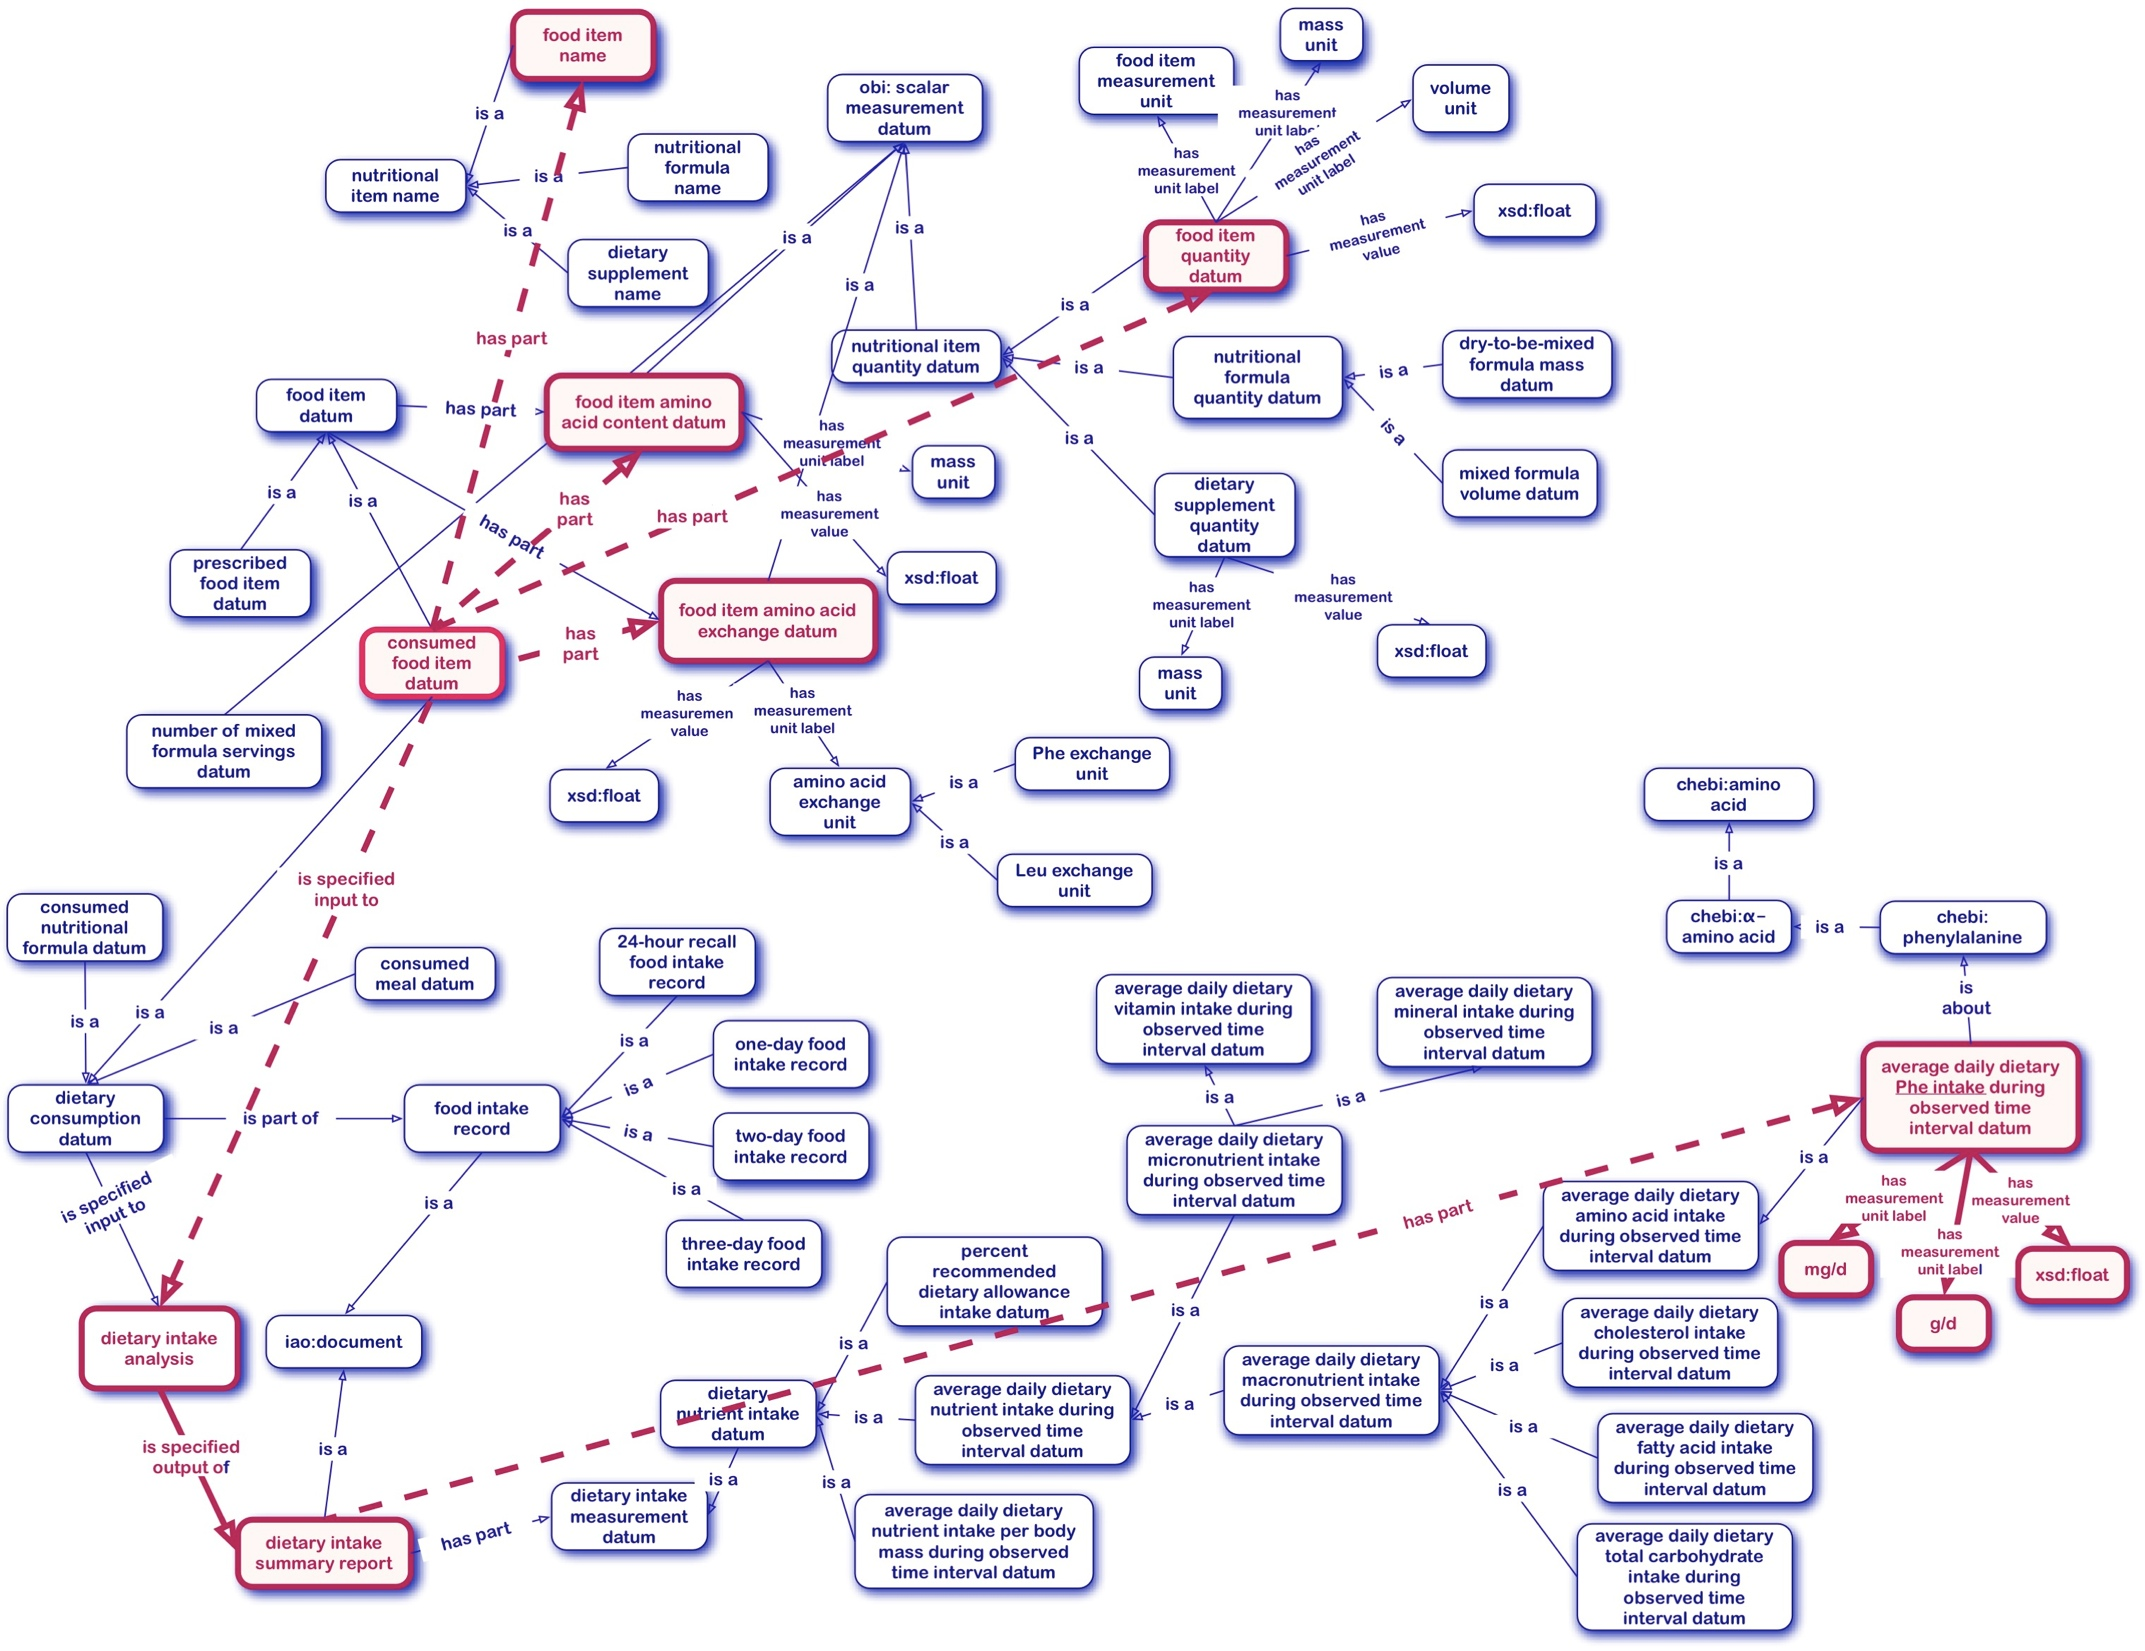 food item
name
is a
nutritional
item name
is a
nutritional
formula
name
is a
dietary
supplement
name
has part
obi: scalar
measurement
datum
is a
is a
is a
food item
measurement
unit
mass
unit
volume
unit
has
measurement
unit label
has
measurement
unit label
has
measurement
unit label
food item
quantity
datum
has
measurement
value
xsd:float
is a
nutritional item
quantity datum
is a
nutritional
formula
quantity datum
is a
dry-to-be-mixed
formula mass
datum
is a
mixed formula
volume datum
is a
dietary
supplement
quantity
datum
has
measurement
unit label
mass
unit
has
measurement
value
xsd:float
food item
datum
has part
food item amino
acid content datum
has
measurement
unit label
mass
unit
has
measurement
value
xsd:float
is a
is a
has part
has
part
has part
prescribed
food item
datum
consumed
food item
datum
has
part
food item amino acid
exchange datum
number of mixed
formula servings
datum
has
measuremen
value
xsd:float
has
measurement
unit label
amino acid
exchange
unit
is a
Phe exchange
unit
is a
Leu exchange
unit
is specified
input to
chebi:amino
acid
is a
chebi:α–
amino acid
is a
chebi:
phenylalanine
is
about
consumed
nutritional
formula datum
consumed
meal datum
is a
is a
is a
24-hour recall
food intake
record
is a
one-day food
intake record
is a
two-day food
intake record
is a
three-day food
intake record
is a
dietary
consumption
datum
is part of
food intake
record
is specified
input to
is a
dietary intake
analysis
iao:document
is specified
output of
is a
dietary intake
summary report
has part
dietary intake
measurement
datum
is a
dietary
nutrient intake
datum
is a
percent
recommended
dietary allowance
intake datum
is a
average daily dietary
nutrient intake during
observed time
interval datum
is a
average daily dietary
nutrient intake per body
mass during observed
time interval datum
average daily dietary
vitamin intake during
observed time
interval datum
average daily dietary
mineral intake during
observed time
interval datum
is a
is a
average daily dietary
micronutrient intake
during observed time
interval datum
is a
has part
is a
average daily dietary
macronutrient intake
during observed time
interval datum
average daily dietary
Phe intake during
observed time
interval datum
is a
average daily dietary
amino acid intake
during observed time
interval datum
has
measurement
unit label
mg/d
has
measurement
unit label
g/d
has
measurement
value
xsd:float
is a
is a
average daily dietary
cholesterol intake
during observed time
interval datum
is a
average daily dietary
fatty acid intake
during observed time
interval datum
is a
average daily dietary
total carbohydrate
intake during
observed time
interval datum